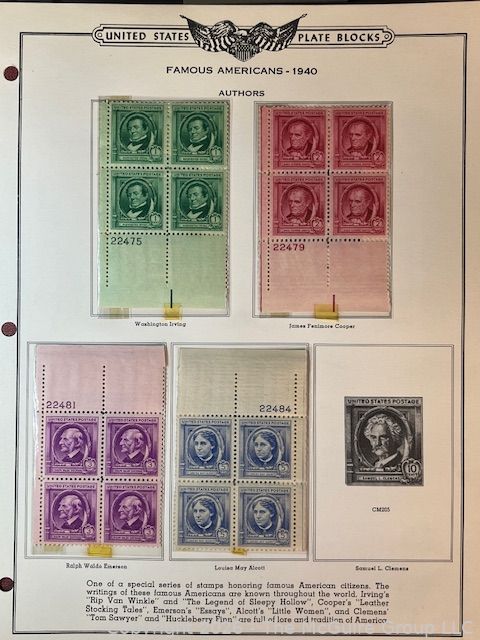 UNITED STATES PLATE BLOCKS
FAMOUS AMERICANS - 1940
AUTHORS
22475
22479
Washington Irving
James Fenimore Cooper
22481
22484
UNITED STATES POSTAGE
10
SAMUEL L. CLEMENS
CM205
Ralph Waldo Emerson
Louisa May Alcott
Samuel L. Clemens
One of a special series of stamps honoring famous American citizens. The
writings of these famous Americans are known throughout the world. Irving's
"Rip Van Winkle" and "The Legend of Sleepy Hollow", Cooper's "Leather
Stocking Tales", Emerson's "Essays", Alcott's "Little Women", and Clemens'
"Tom Sawyer" and "Huckleberry Finn" are full of lore and tradition of America.